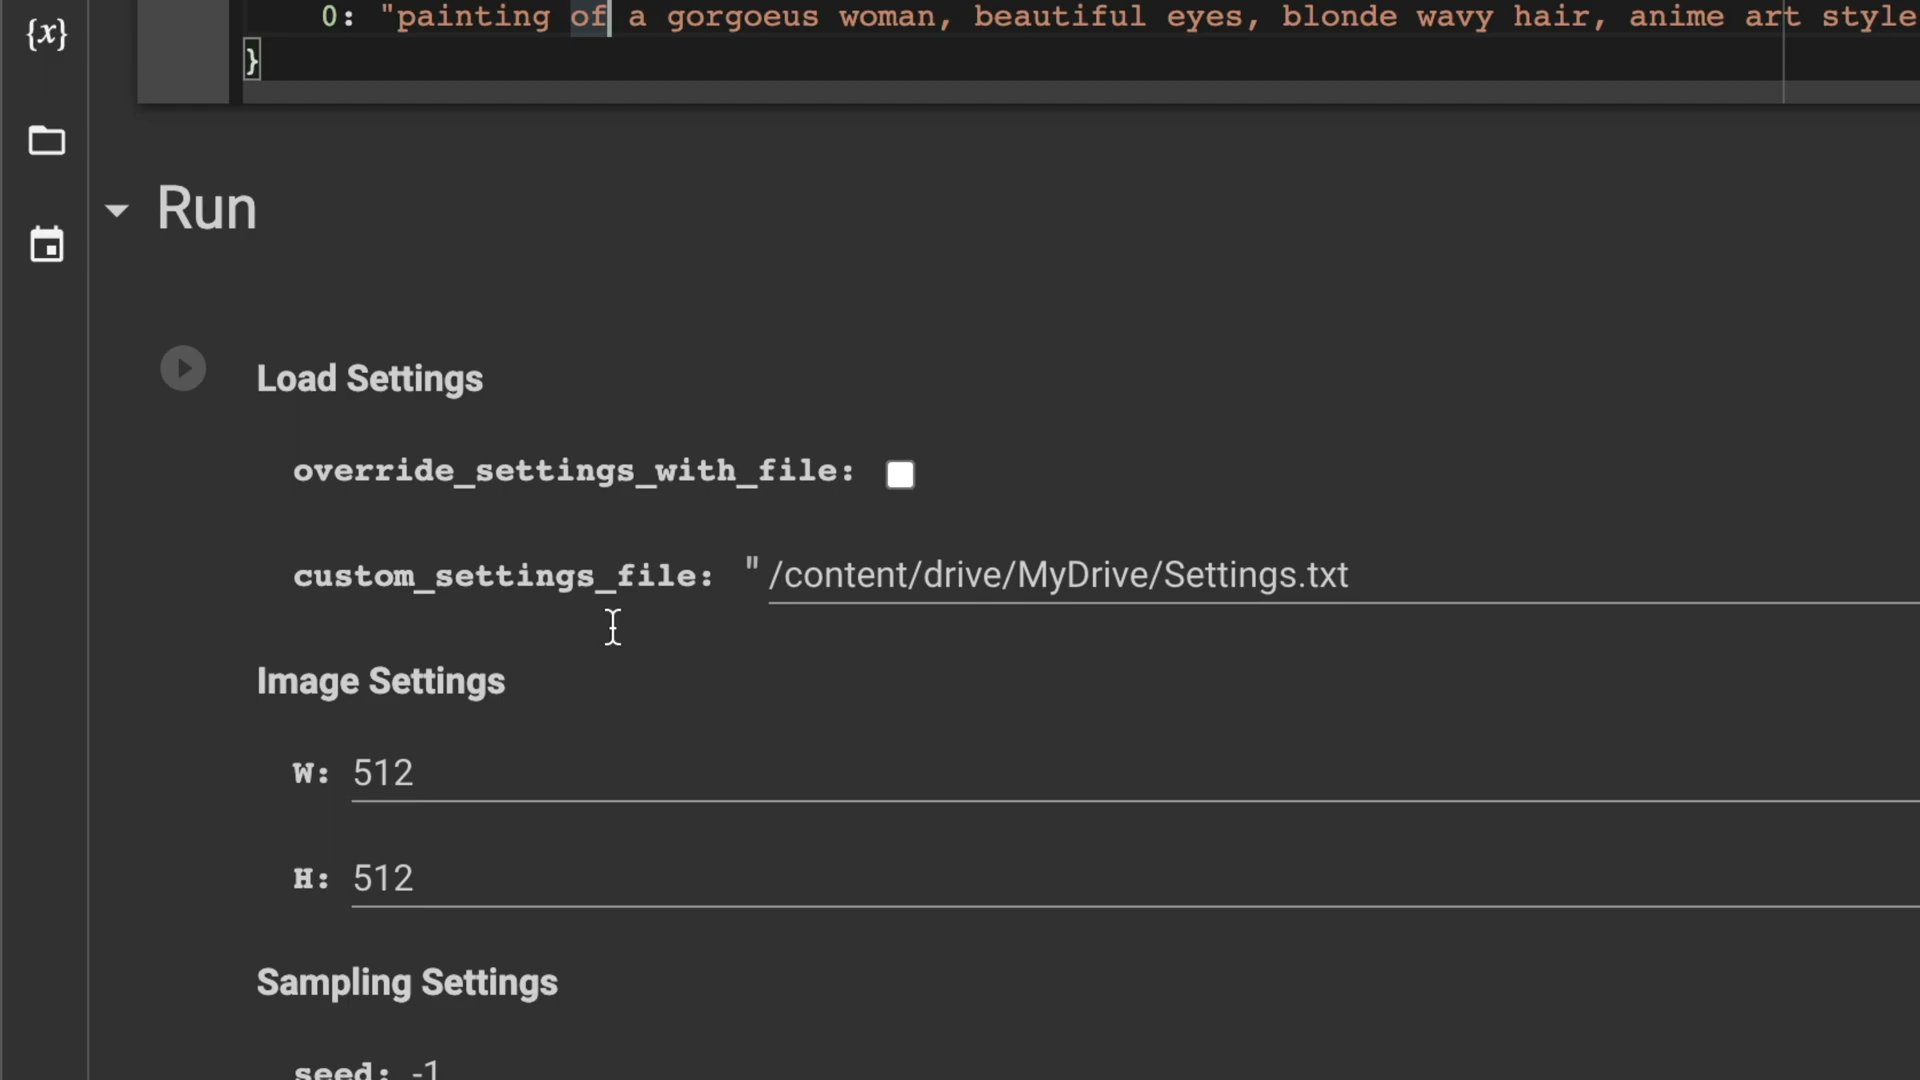 {x}
0: "painting of a gorgoeus woman, beautiful eyes, blonde wavy hair, anime art style
}
Run
Load Settings
override_settings_with_file:
custom_settings_file: "/content/drive/MyDrive/Settings.txt
Image Settings
W: 512
H: 512
Sampling Settings
seed: -1